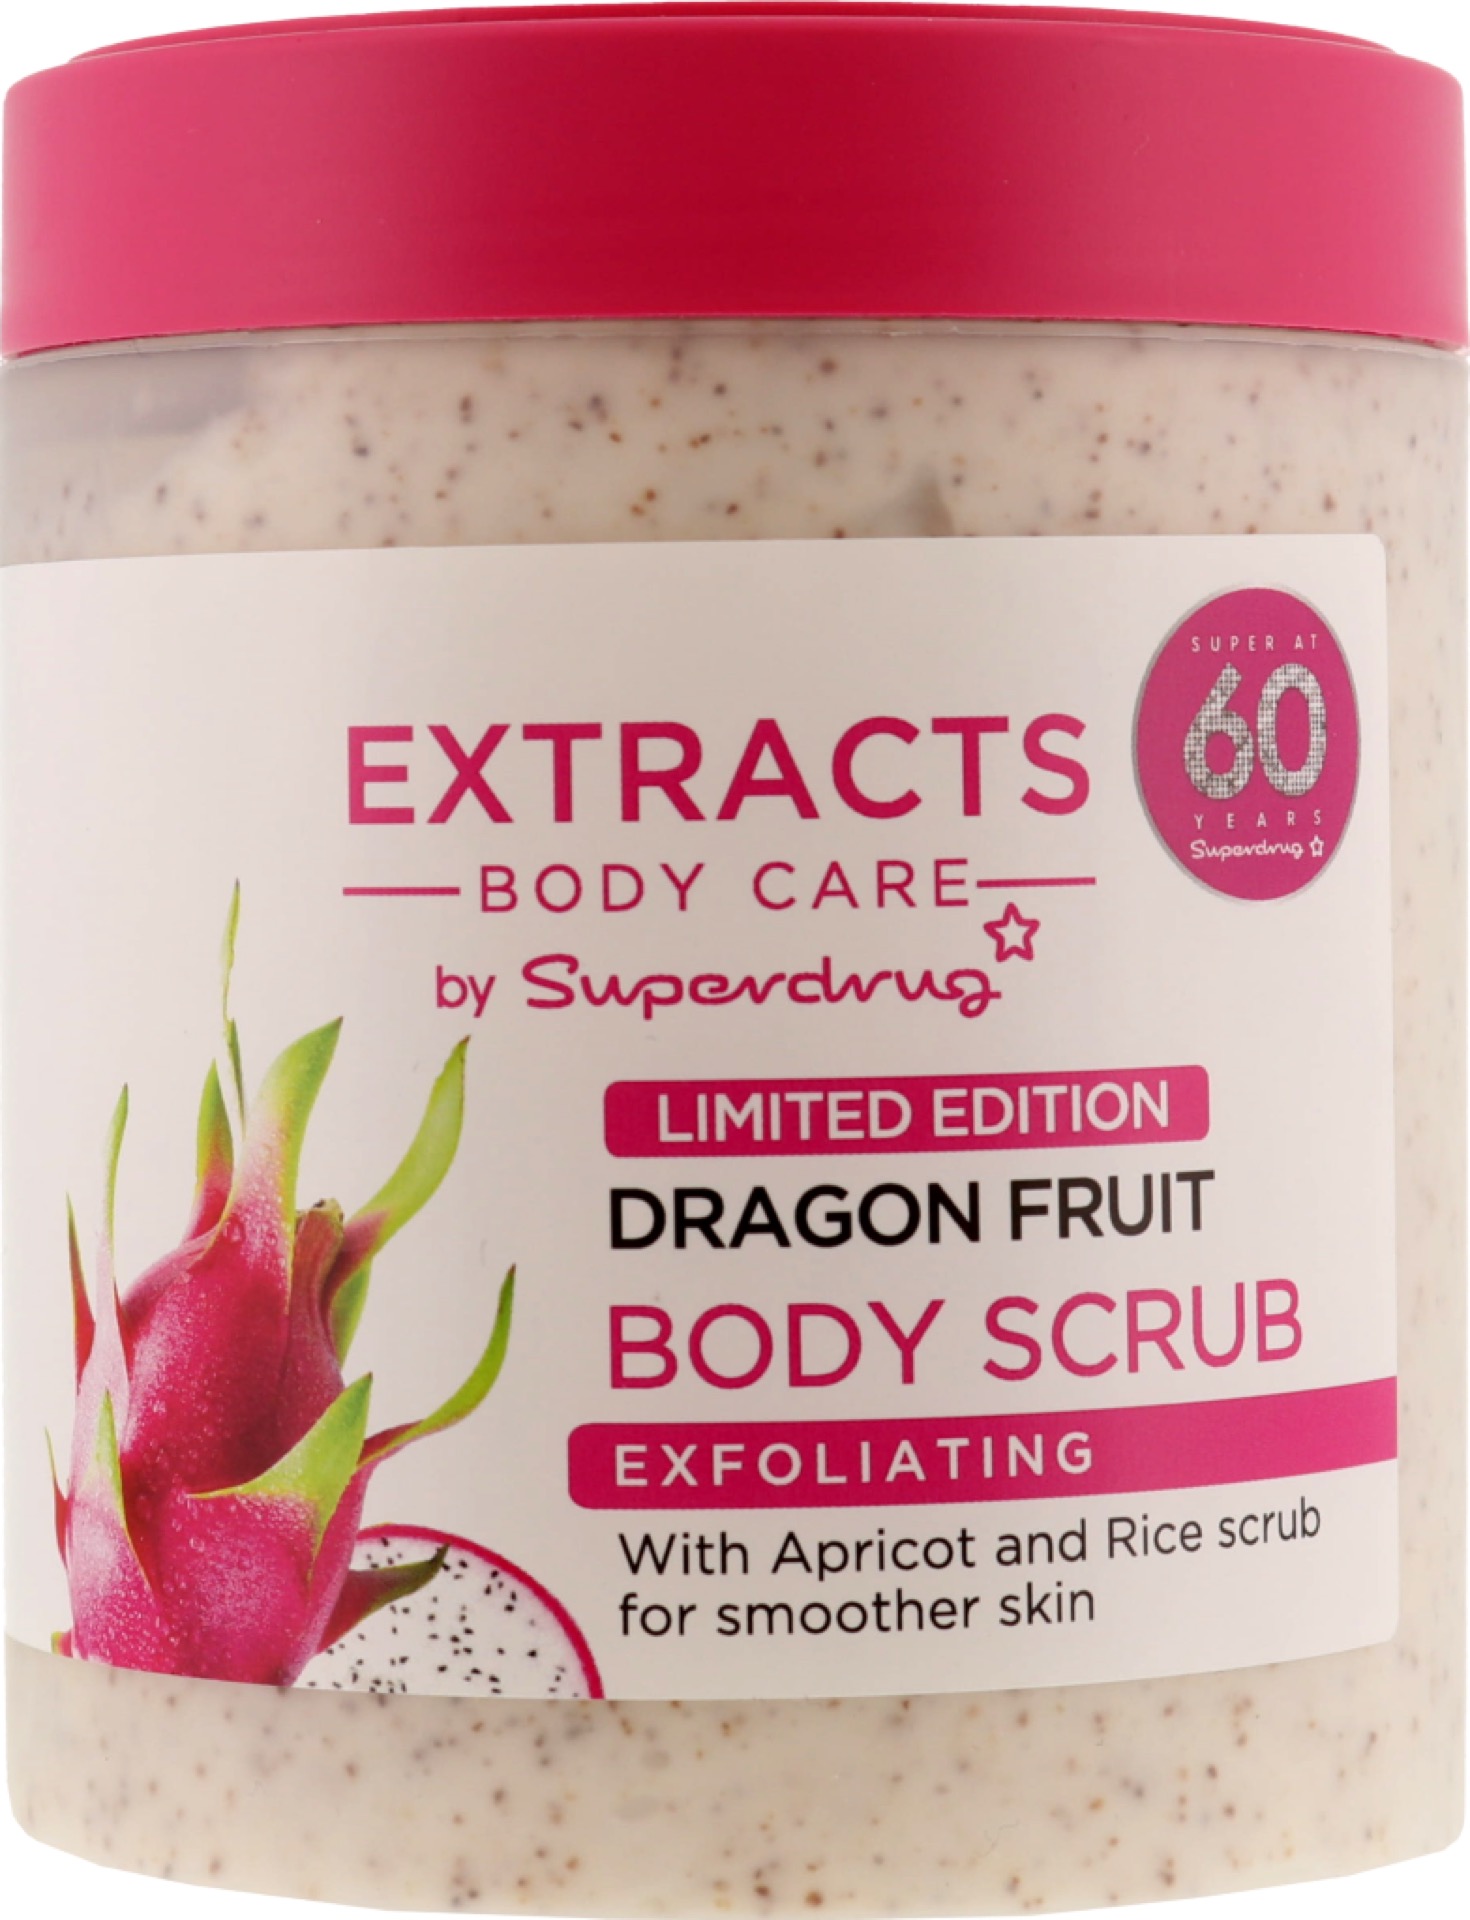 SUPER AT
60
YEARS
Superdrug
EXTRACTS
BODY CARE
by Superdrug
LIMITED EDITION
DRAGON FRUIT
BODY SCRUB
EXFOLIATING
With Apricot and Rice scrub
for smoother skin